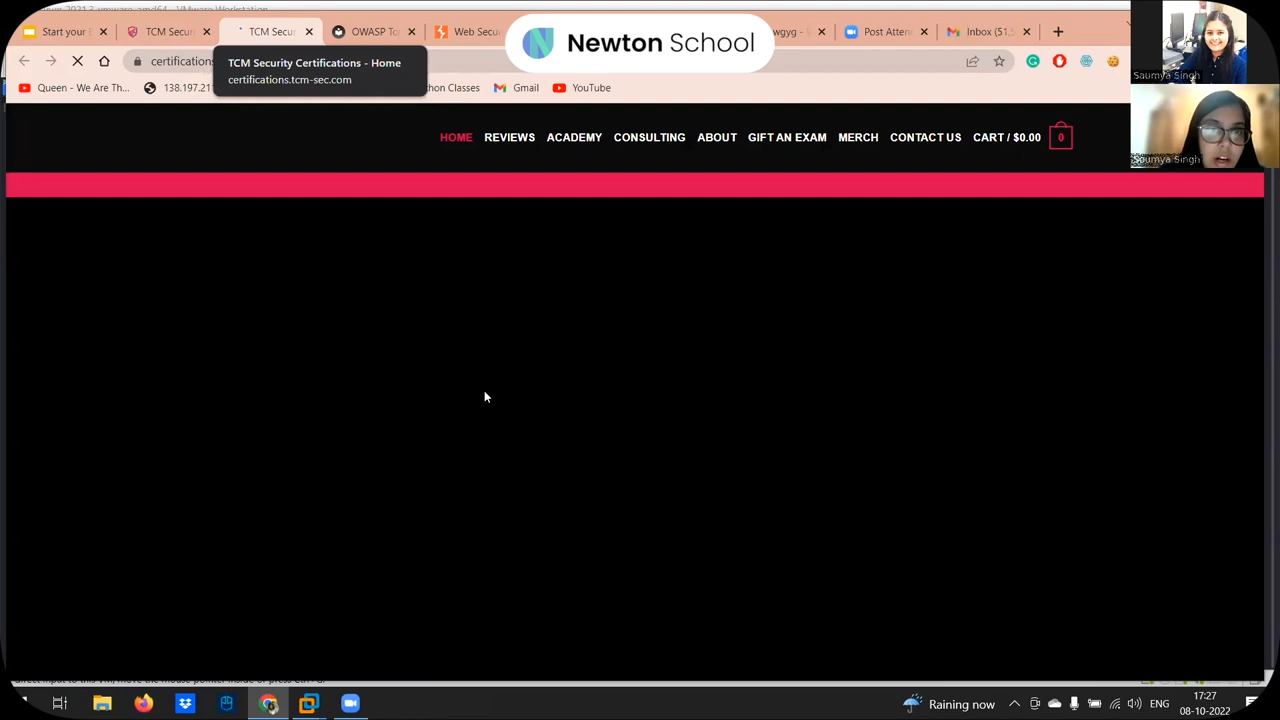 Start your E
TCM Secur
TCM Secur
OWASP To
Web Secu
wgyg -
Post Atten
Inbox (51,5
Newton School
certifications
TCM Security Certifications - Home
certifications.tcm-sec.com
Queen - We Are Th...
138.197.21
hon Classes
Gmail
YouTube
Saumya Singh
Saumya Singh
HOME
REVIEWS
ACADEMY
CONSULTING
ABOUT
GIFT AN EXAM
MERCH
CONTACT US
CART / $0.00
0
Raining now
ENG
17:27
08-10-2022